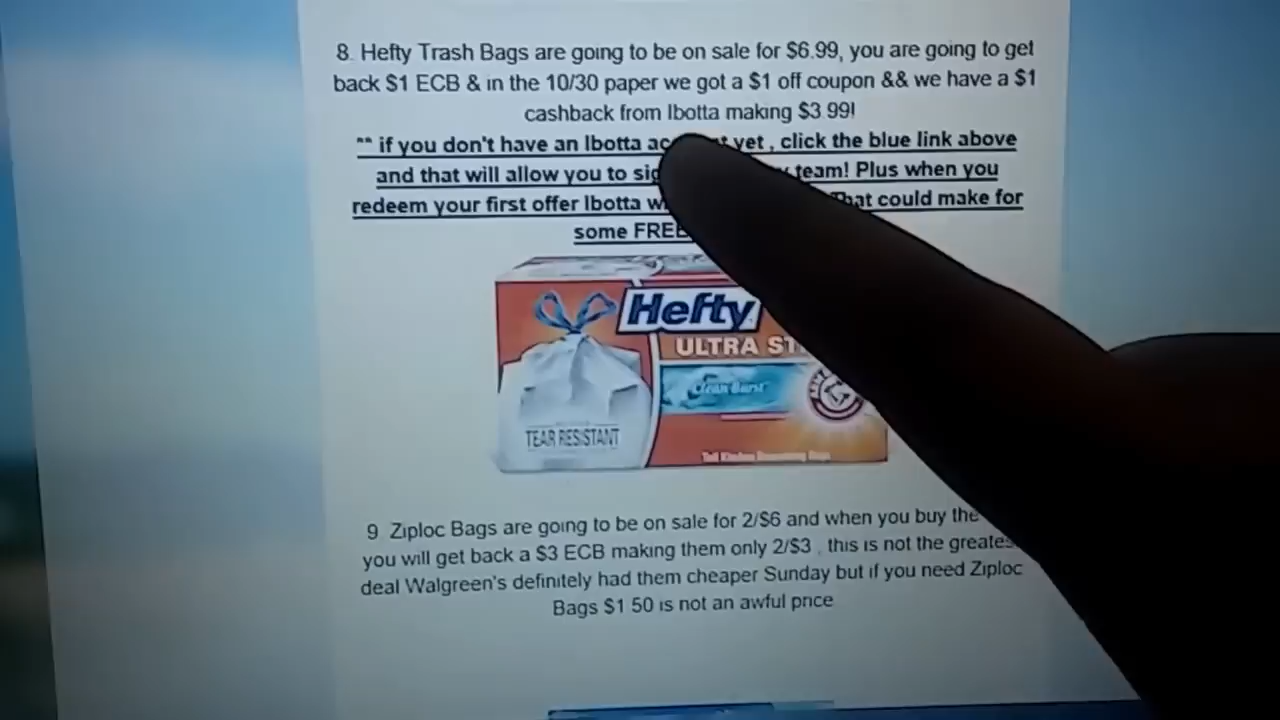 8. Hefty Trash Bags are going to be on sale for $6.99, you are going to get
back $1 ECB & in the 10/30 paper we got a $1 off coupon && we have a $1
cashback from Ibotta making $3.99!
** if you don't have an Ibotta yet , click the blue link above
and that will allow you to team! Plus when you
redeem your first offer Ibotta could make for
some FREE
Hefty
ULTRA
Clean Burst
TEAR RESISTANT
9 Ziploc Bags are going to be on sale for 2/$6 and when you buy the
you will get back a $3 ECB making them only 2/$3 , this is not the greatest
deal Walgreen's definitely had them cheaper Sunday but if you need Ziploc
Bags $1 50 is not an awful price